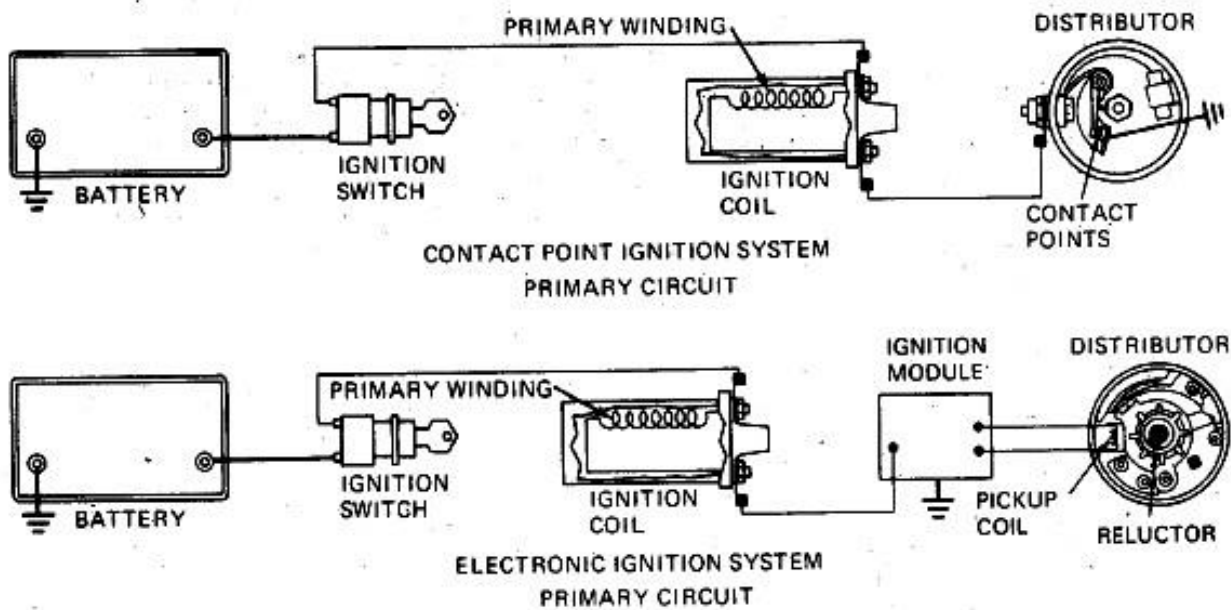 PRIMARY WINDING
DISTRIBUTOR
BATTERY
IGNITION
SWITCH
IGNITION
COIL
CONTACT
POINTS
CONTACT POINT IGNITION SYSTEM
PRIMARY CIRCUIT
IGNITION
MODULE
DISTRIBUTOR
PRIMARY WINDING
BATTERY
IGNITION
SWITCH
IGNITION
COIL
PICKUP
COIL
RELUCTOR
ELECTRONIC IGNITION SYSTEM
PRIMARY CIRCUIT